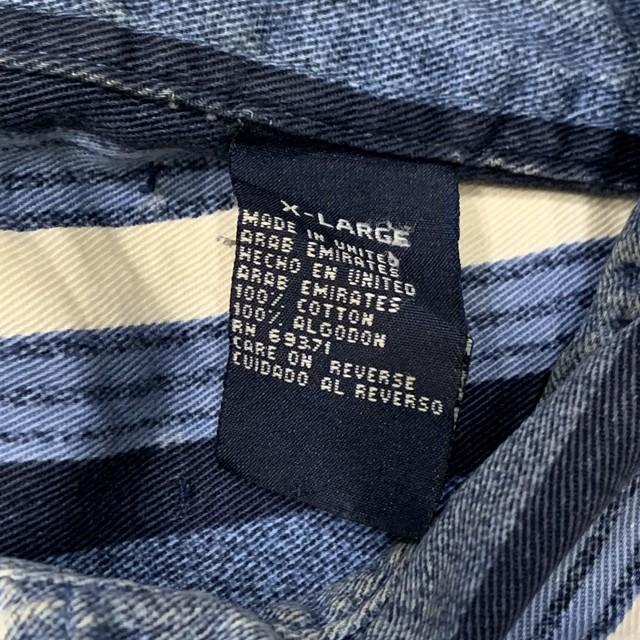 X-LARGE
MADE IN UNITED
ARAB EMIRATES
HECHO EN UNITED
ARAB EMIRATES
100% COTTON
100% ALGODON
RN 69371
CARE ON REVERSE
CUIDADO AL REVERSO